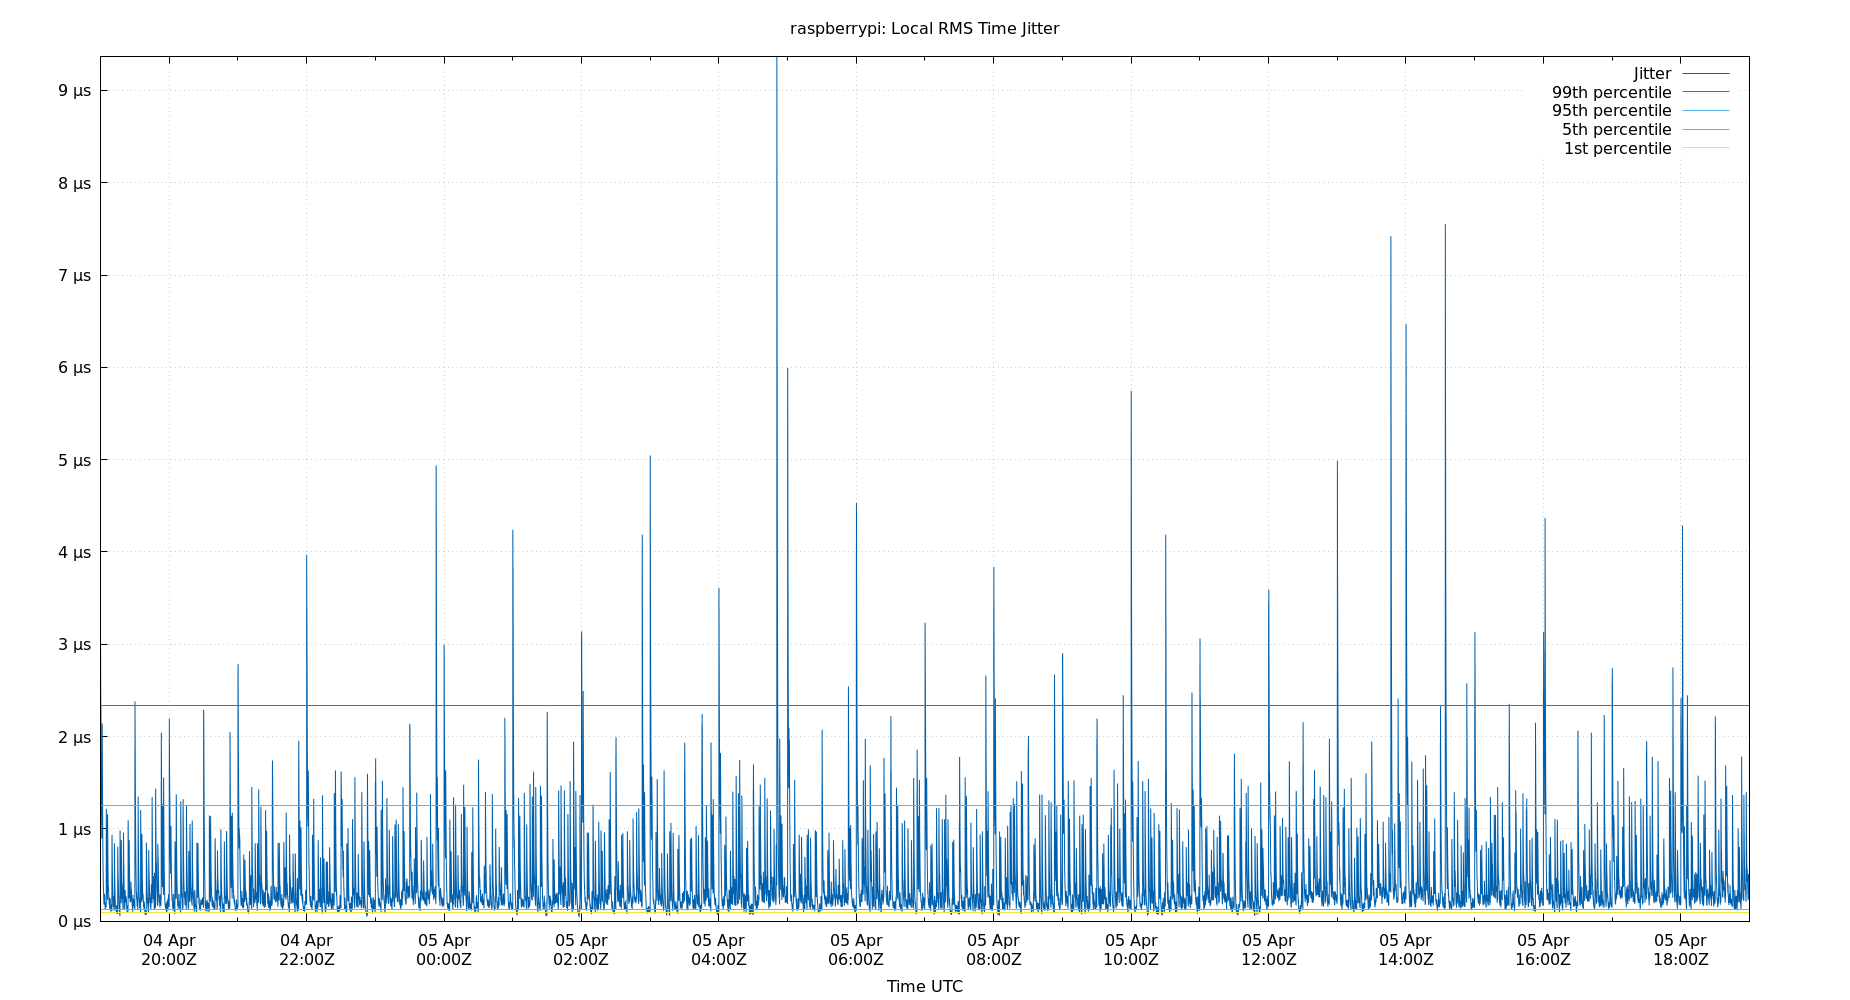 raspberrypi: Local RMS Time Jitter
Jitter
99th percentile
95th percentile
5th percentile
1st percentile
9 µs
8 µs
7 µs
6 µs
5 µs
4 µs
3 µs
2 µs
1 µs
0 µs
04 Apr 04 Apr 05 Apr 05 Apr 05 Apr 05 Apr 05 Apr 05 Apr 05 Apr 05 Apr 05 Apr 05 Apr
20:00Z 22:00Z 00:00Z 02:00Z 04:00Z 06:00Z 08:00Z 10:00Z 12:00Z 14:00Z 16:00Z 18:00Z
Time UTC